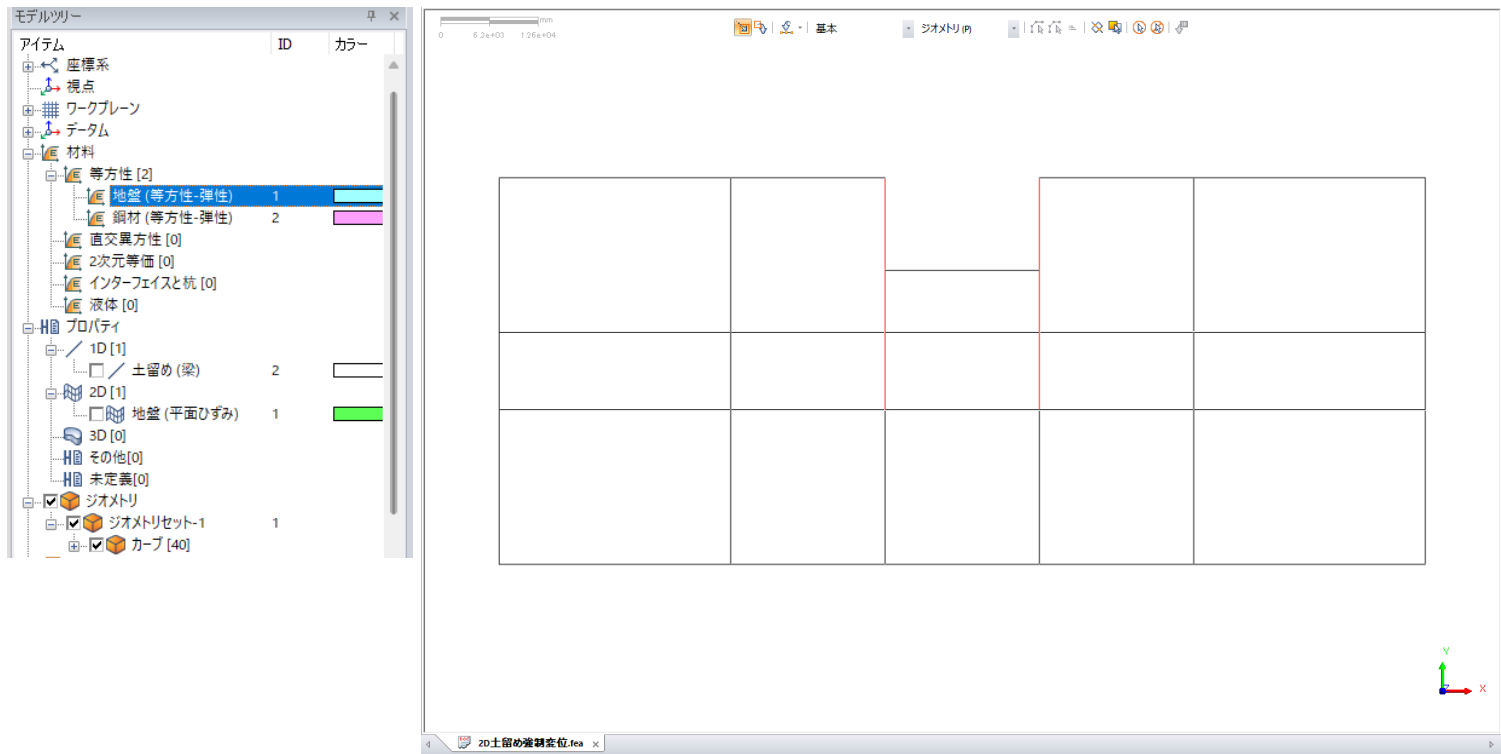 モデルツリー
アイテム ID カラー
座標系
視点
ワークプレーン
データム
材料
等方性 [2]
地盤 (等方性-弾性) 1
鋼材 (等方性-弾性) 2
直交異方性 [0]
2次元等価 [0]
インターフェイスと杭 [0]
液体 [0]
プロパティ
1D [1]
土留め (梁) 2
2D [1]
地盤 (平面ひずみ) 1
3D [0]
その他[0]
未定義[0]
ジオメトリ
ジオメトリセット-1 1
カーブ [40]
mm
0 6.3e+03 1.26e+04
基本 ジオメトリ(P)
Y
Z
X
2D土留め強制変位.fea